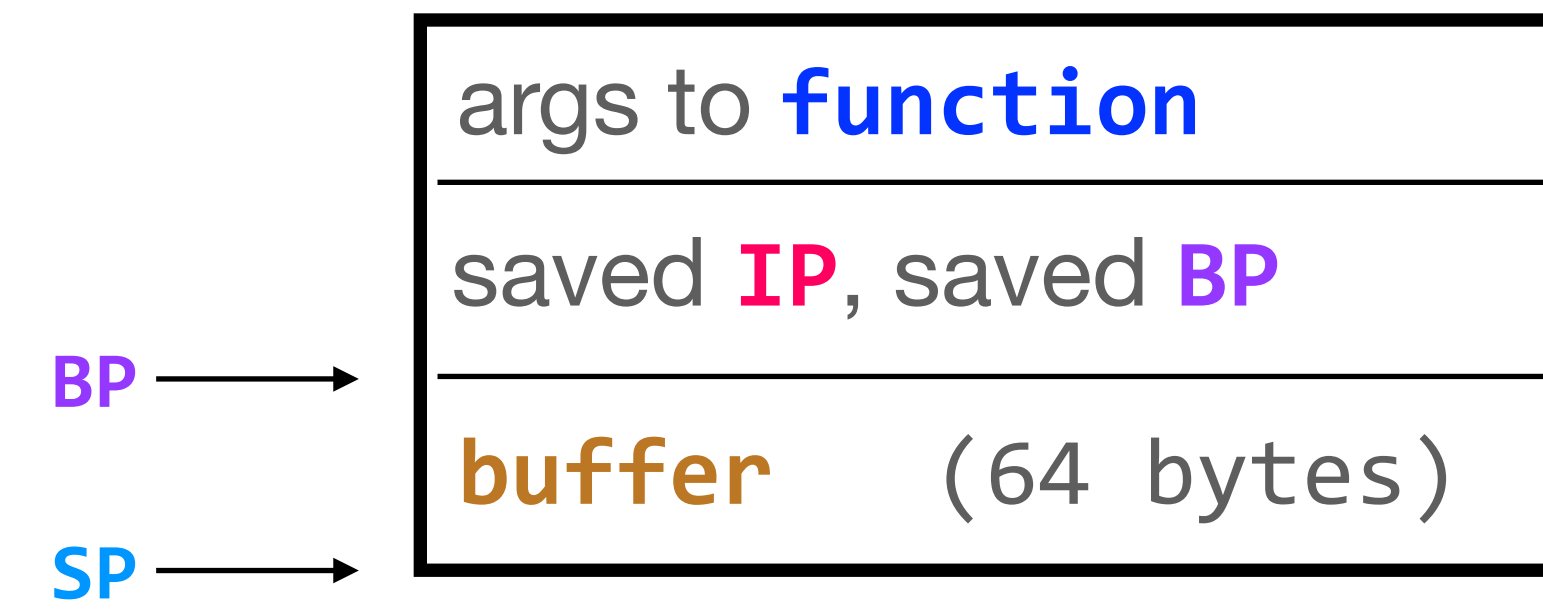 args to function
saved IP, saved BP
BP
buffer (64 bytes)
SP